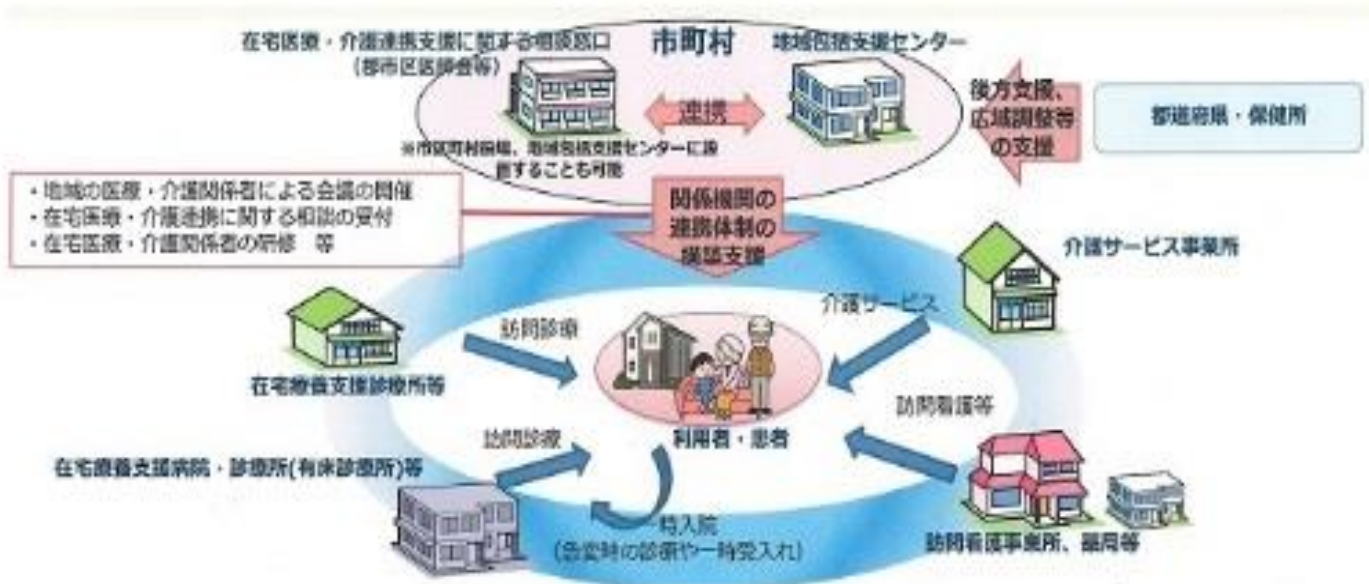 市町村
在宅医療・介護連携支援に関する相談窓口
(郡市区医師会等)
地域包括支援センター
連携
※市区町村役場、地域包括支援センターに設
置することも可能
後方支援、
広域調整等
の支援
都道府県・保健所
・地域の医療・介護関係者による会議の開催
・在宅医療・介護連携に関する相談の受付
・在宅医療・介護関係者の研修 等
関係機関の
連携体制の
構築支援
介護サービス事業所
介護サービス
訪問診療
在宅療養支援診療所等
訪問看護等
利用者・患者
訪問診療
在宅療養支援病院・診療所(有床診療所)等
一時入院
(急変時の診療や一時受入れ)
訪問看護事業所、薬局等